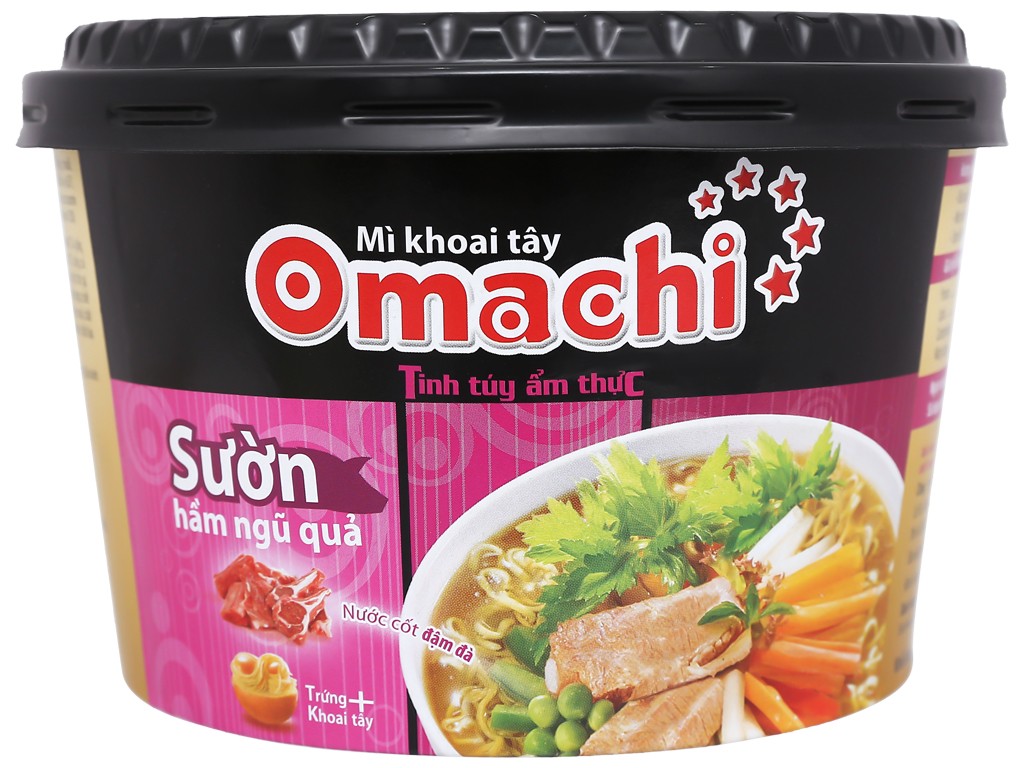 Mì khoai tây
Omachi
Tinh túy ẩm thực
Sườn
hầm ngũ quả
Nước cốt đậm đà
Trứng +
Khoai tây